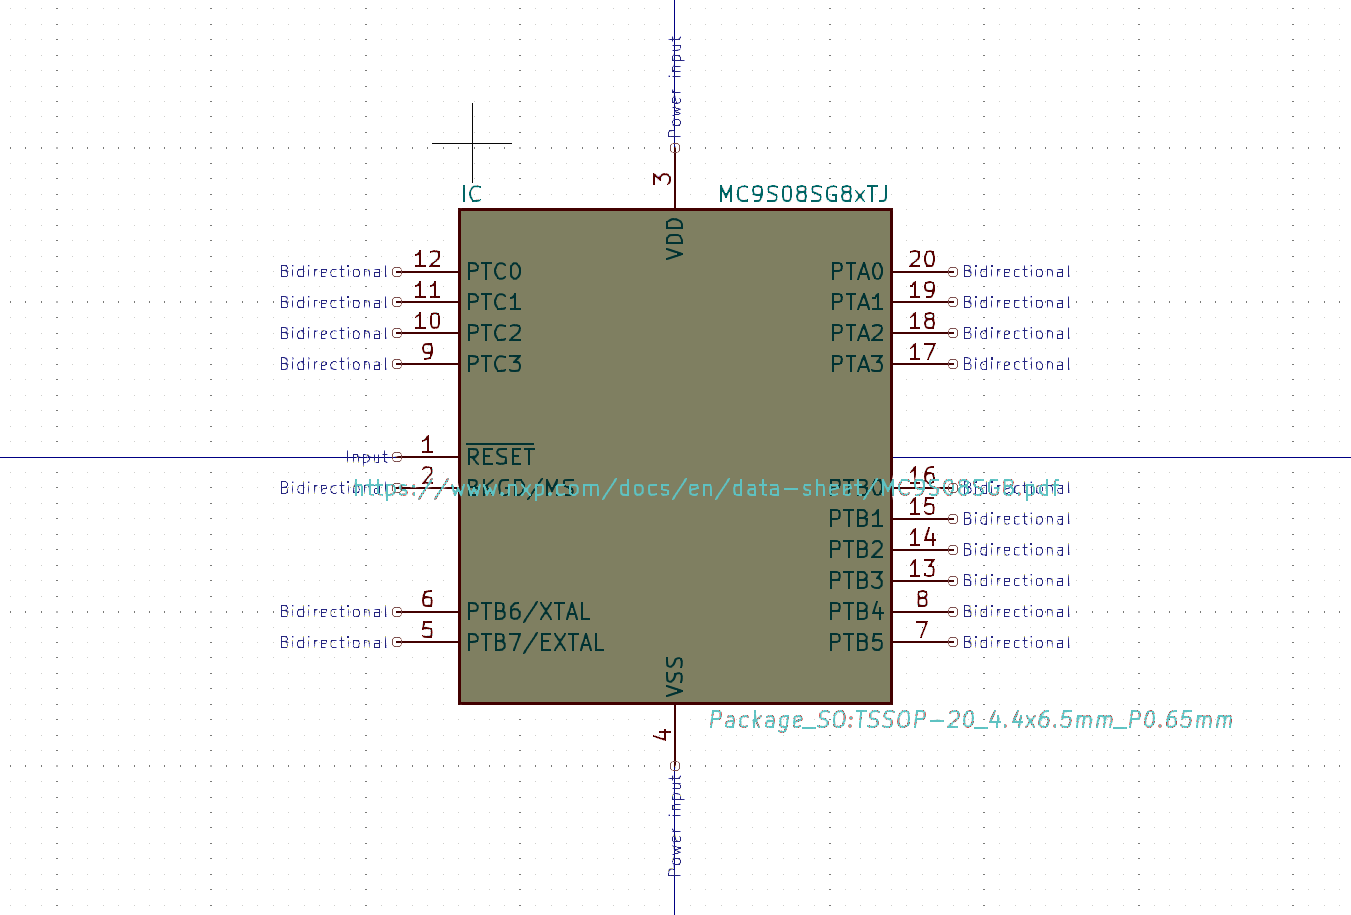 Power input
3
IC MC9S08SG8xTJ
VDD
Bidirectional 12 PTC0 PTA0 20 Bidirectional
Bidirectional 11 PTC1 PTA1 19 Bidirectional
Bidirectional 10 PTC2 PTA2 18 Bidirectional
Bidirectional 9 PTC3 PTA3 17 Bidirectional
Input 1 RESET
Bidirectional 2 BKGD/MS PTB0 16 Bidirectional
https://www.nxp.com/docs/en/data-sheet/MC9S08SG8.pdf
PTB1 15 Bidirectional
PTB2 14 Bidirectional
PTB3 13 Bidirectional
Bidirectional 6 PTB6/XTAL PTB4 8 Bidirectional
Bidirectional 5 PTB7/EXTAL PTB5 7 Bidirectional
VSS
Package_SO:TSSOP-20_4.4x6.5mm_P0.65mm
4
Power input